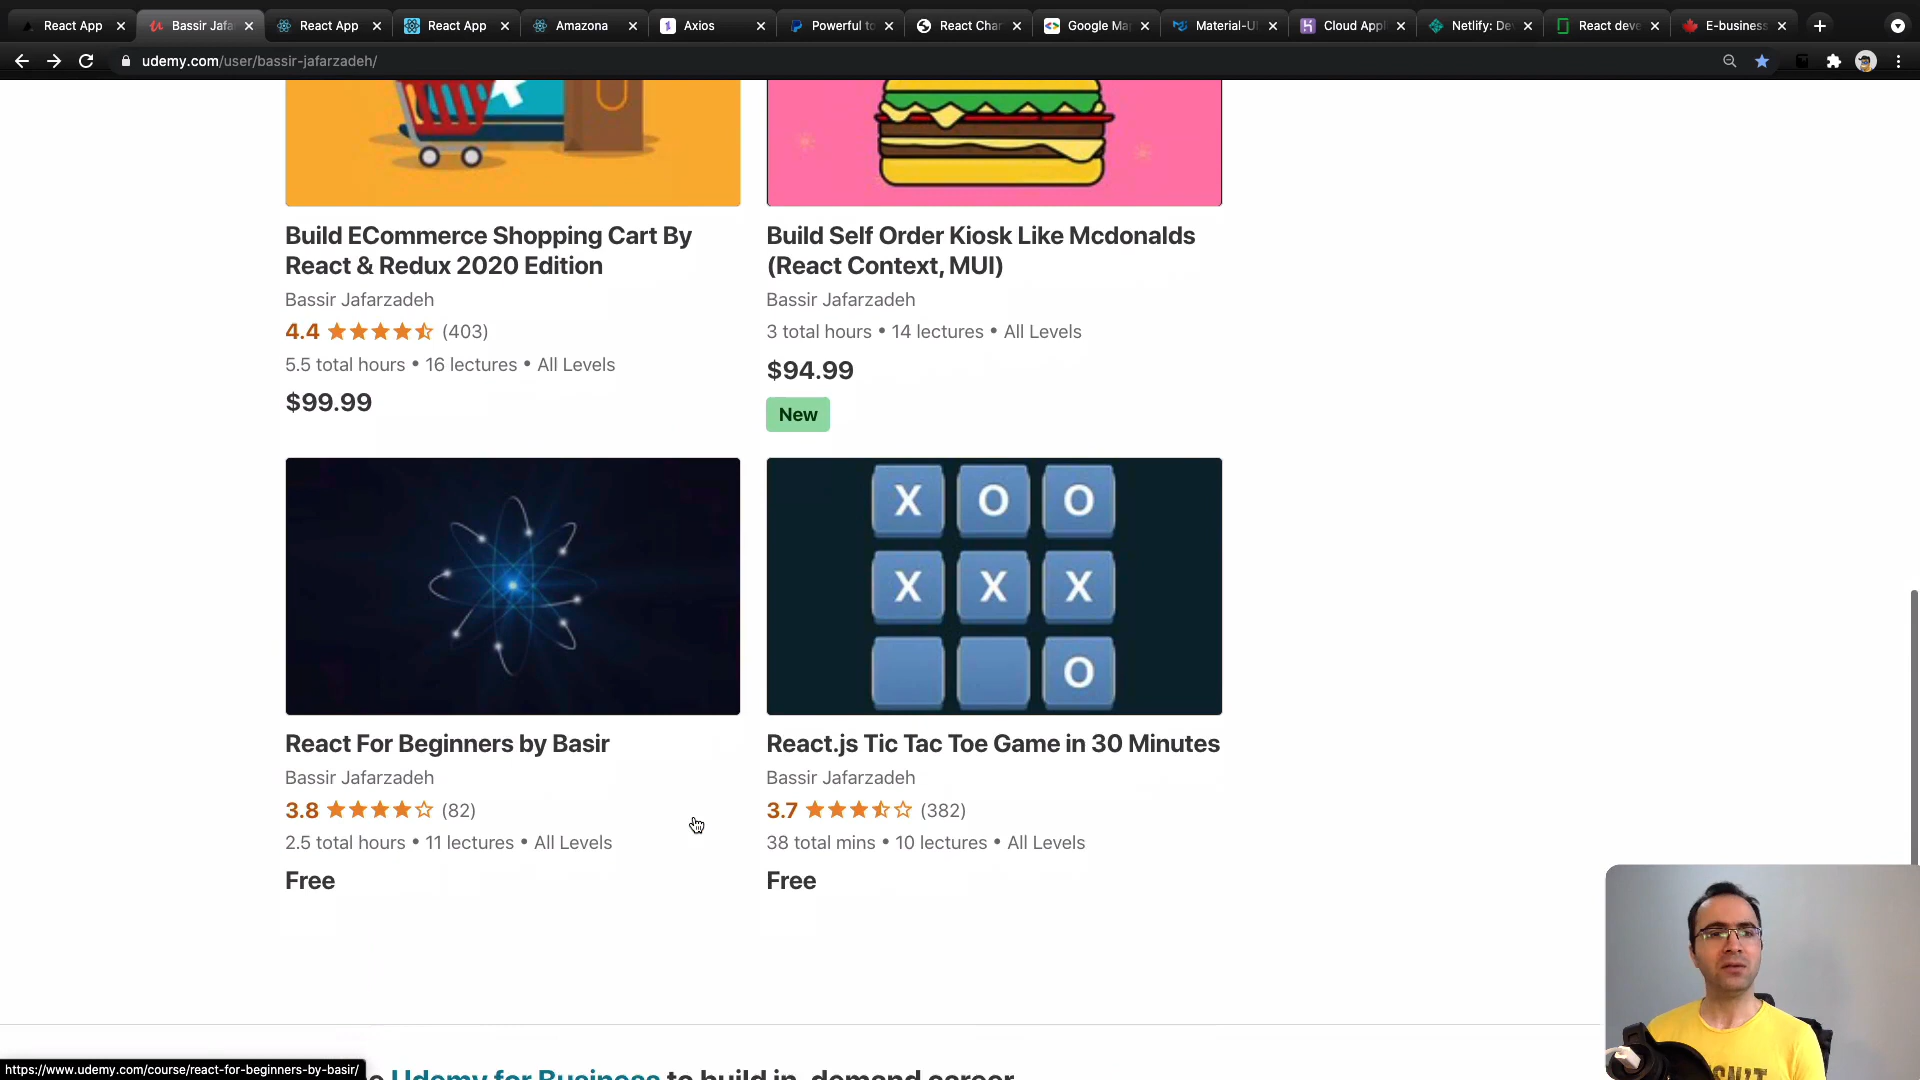 React App
Bassir Jafa
React App
React App
Amazona
Axios
Powerful to
React Char
Google Ma
Material-U
Cloud Appl
Netlify: De
React deve
E-business
udemy.com/user/bassir-jafarzadeh/
Build ECommerce Shopping Cart By
React & Redux 2020 Edition
Bassir Jafarzadeh
4.4 (403)
5.5 total hours • 16 lectures • All Levels
$99.99
Build Self Order Kiosk Like Mcdonalds
(React Context, MUI)
Bassir Jafarzadeh
3 total hours • 14 lectures • All Levels
$94.99
New
X O O
X X X
O
React For Beginners by Basir
Bassir Jafarzadeh
3.8 (82)
2.5 total hours • 11 lectures • All Levels
Free
React.js Tic Tac Toe Game in 30 Minutes
Bassir Jafarzadeh
3.7 (382)
38 total mins • 10 lectures • All Levels
Free
Udemy for Business to build in-demand career
https://www.udemy.com/course/react-for-beginners-by-basir/